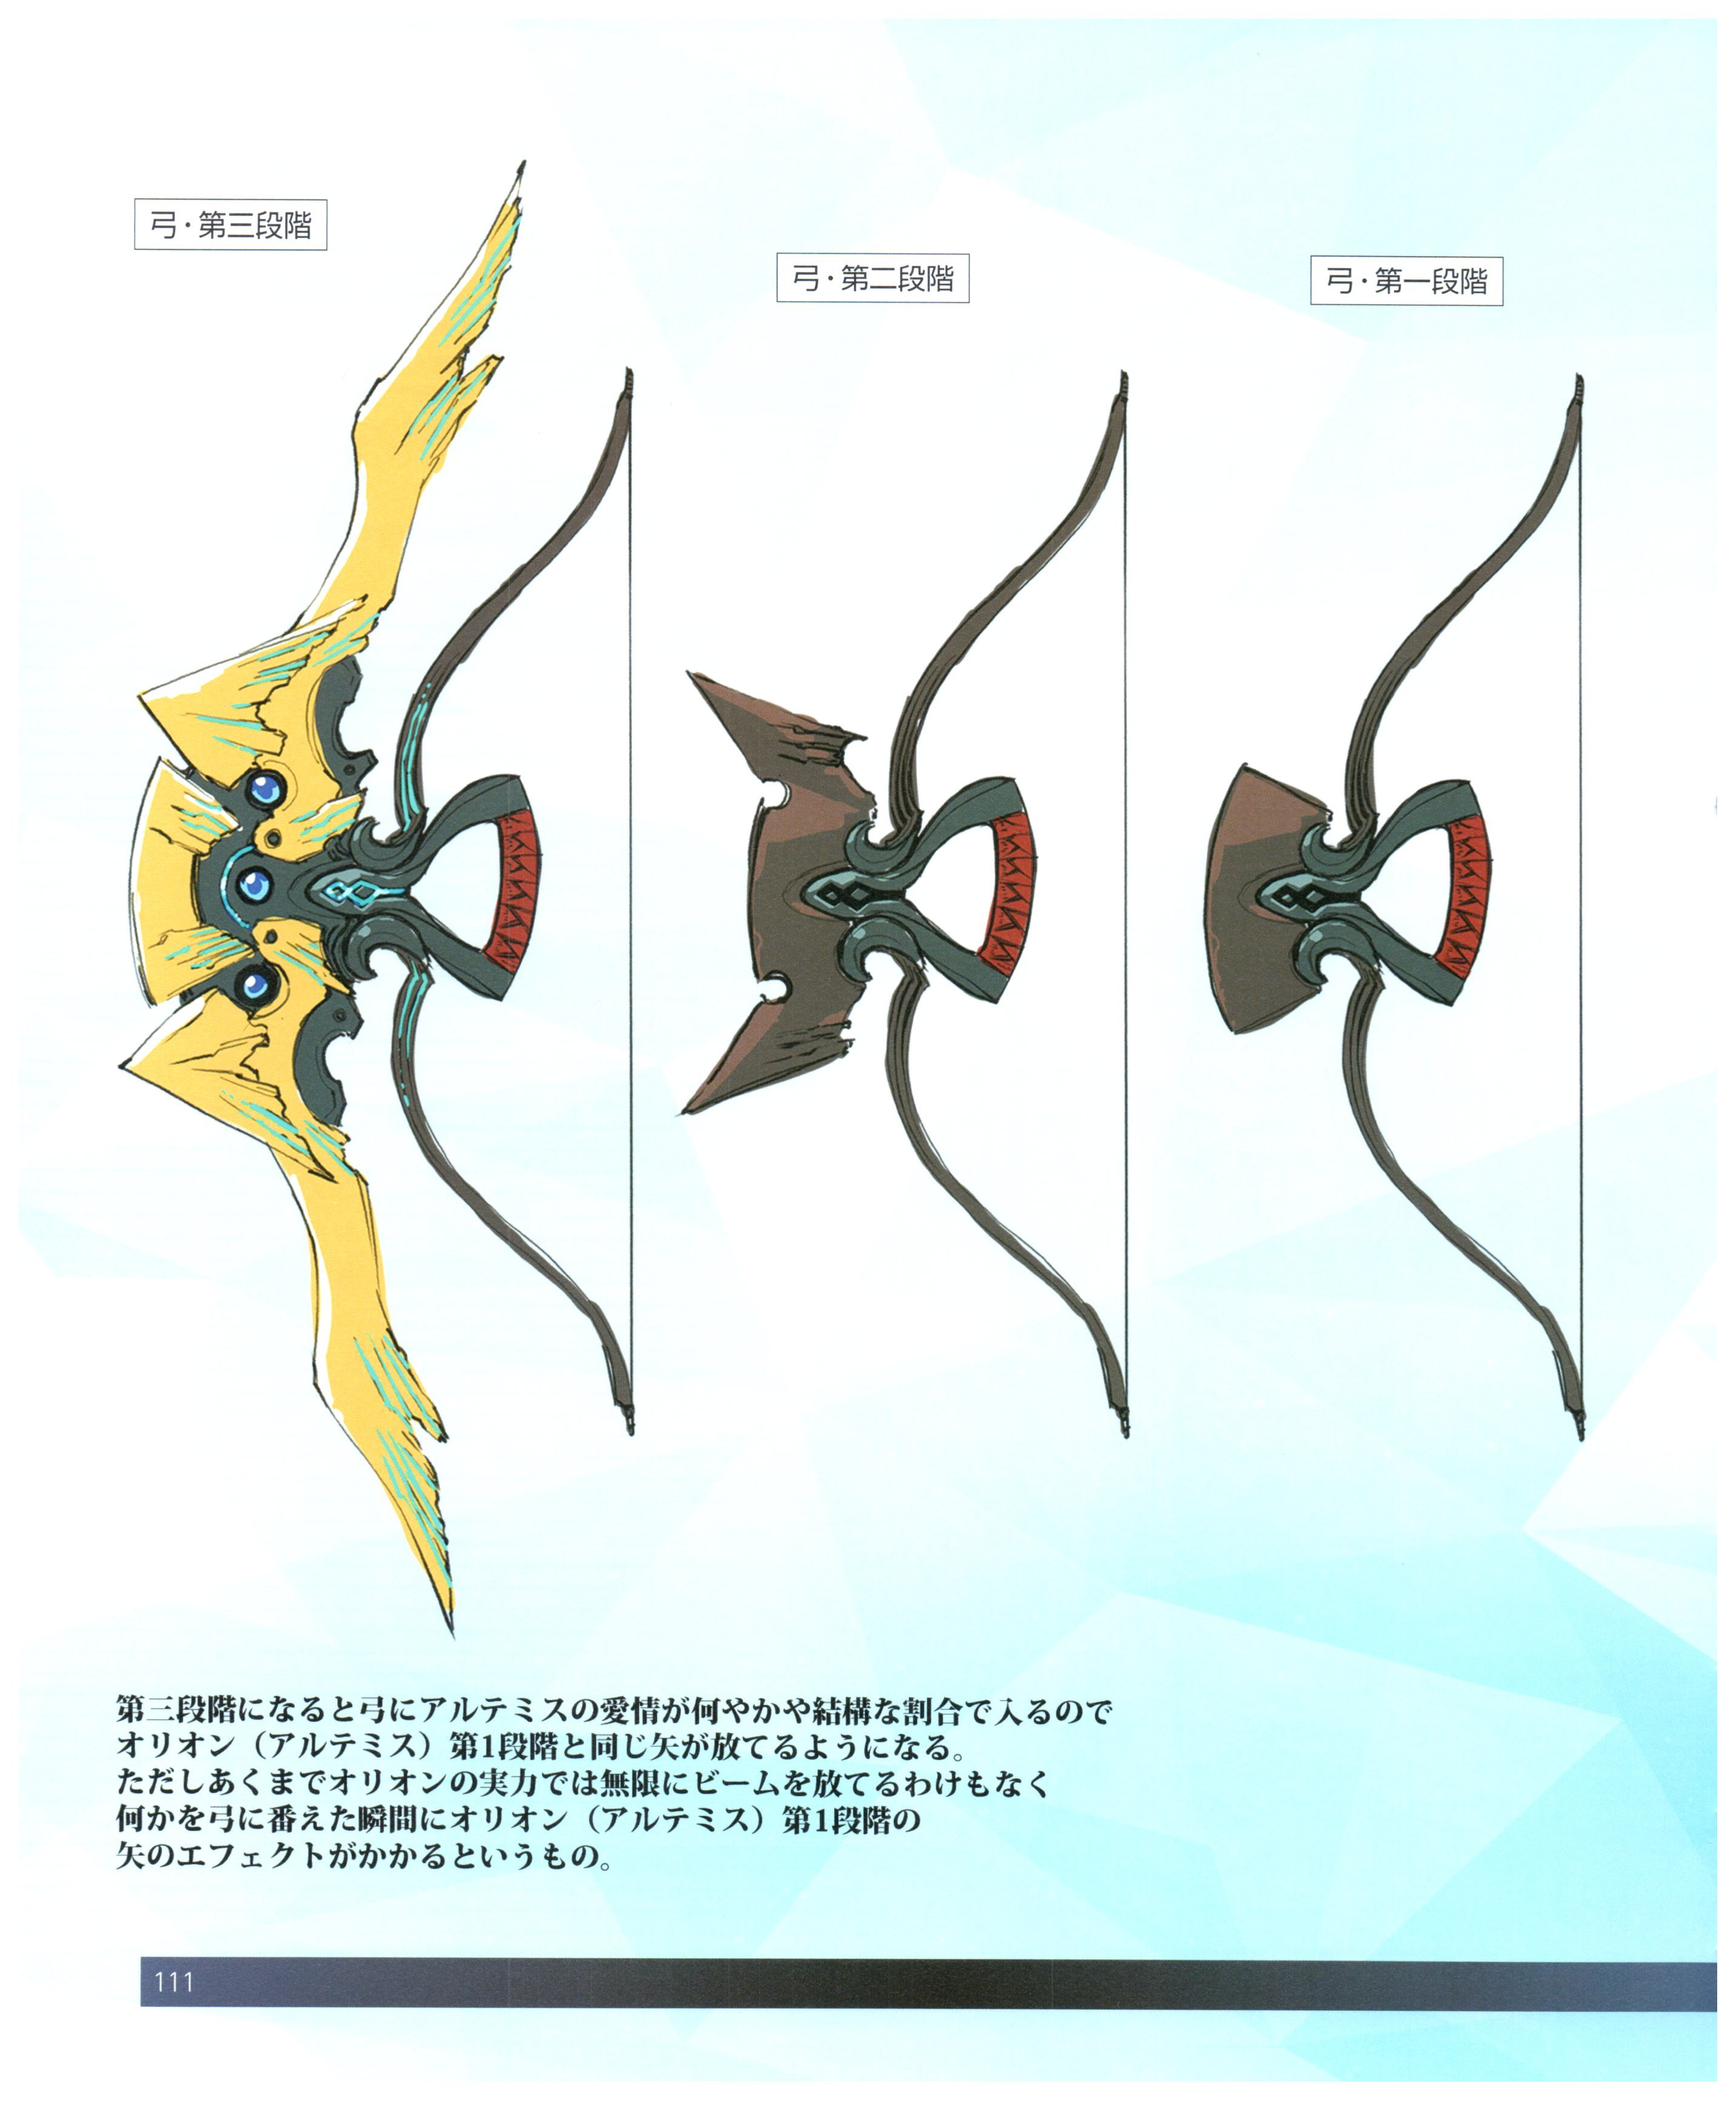 弓・第三段階
弓・第二段階
弓・第一段階
第三段階になると弓にアルテミスの愛情が何やかや結構な割合で入るので
オリオン（アルテミス）第1段階と同じ矢が放てるようになる。
ただしあくまでオリオンの実力では無限にビームを放てるわけもなく
何かを弓に番えた瞬間にオリオン（アルテミス）第1段階の
矢のエフェクトがかかるというもの。
111